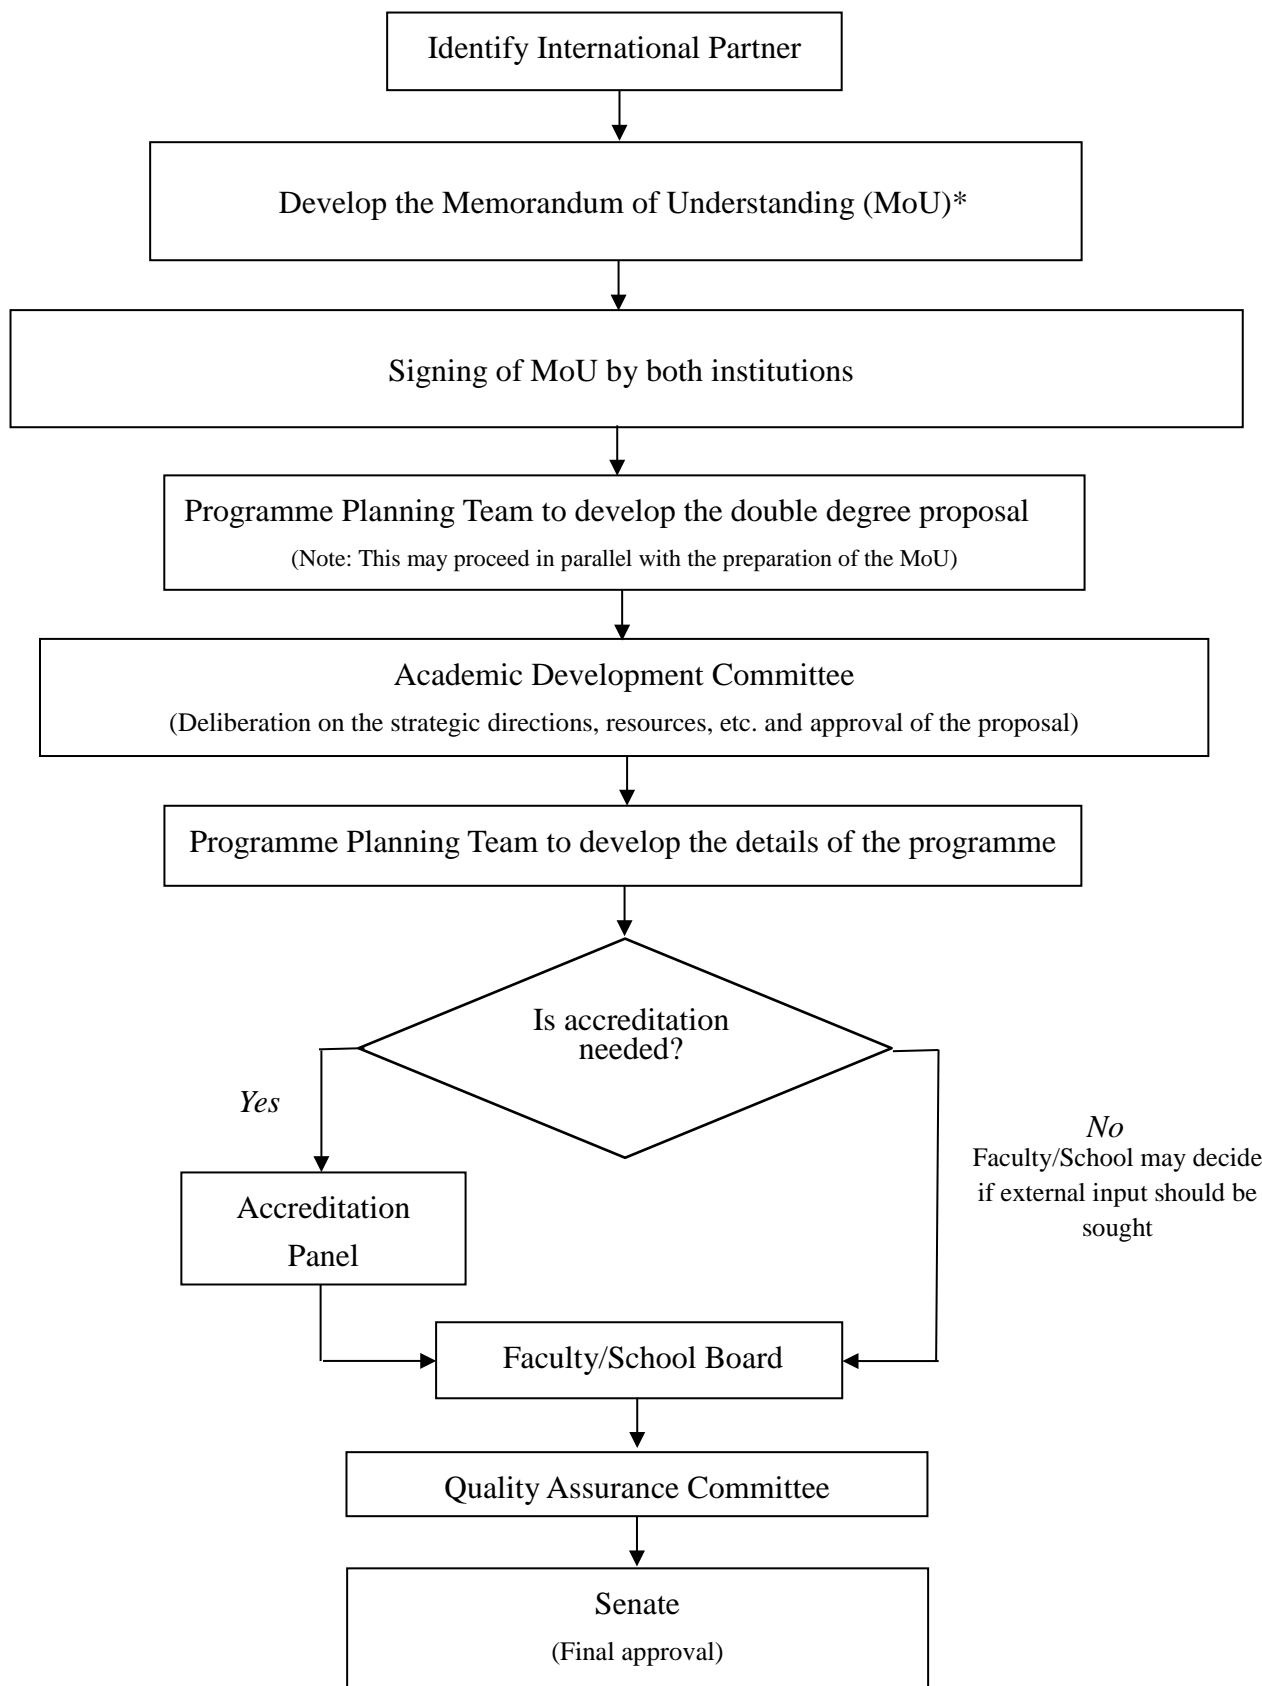 Identify International Partner
Develop the Memorandum of Understanding (MoU)*
Signing of MoU by both institutions
Programme Planning Team to develop the double degree proposal
(Note: This may proceed in parallel with the preparation of the MoU)
Academic Development Committee
(Deliberation on the strategic directions, resources, etc. and approval of the proposal)
Programme Planning Team to develop the details of the programme
Is accreditation
needed?
Yes
No
Faculty/School may decide
if external input should be
sought
Accreditation
Panel
Faculty/School Board
Quality Assurance Committee
Senate
(Final approval)